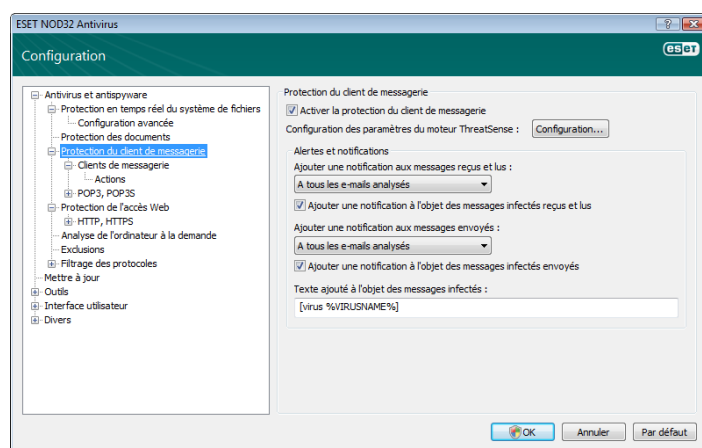 ESET NOD32 Antivirus
Configuration
eset
Antivirus et antispyware
Protection en temps réel du système de fichiers
Configuration avancée
Protection des documents
Protection du client de messagerie
Clients de messagerie
Actions
POP3, POP3S
Protection de l'accès Web
HTTP, HTTPS
Analyse de l'ordinateur à la demande
Exclusions
Filtrage des protocoles
Mettre à jour
Outils
Interface utilisateur
Divers
Protection du client de messagerie
Activer la protection du client de messagerie
Configuration des paramètres du moteur ThreatSense : Configuration...
Alertes et notifications
Ajouter une notification aux messages reçus et lus :
A tous les e-mails analysés
Ajouter une notification à l'objet des messages infectés reçus et lus
Ajouter une notification aux messages envoyés :
A tous les e-mails analysés
Ajouter une notification à l'objet des messages infectés envoyés
Texte ajouté à l'objet des messages infectés :
[virus %VIRUSNAME%]
OK Annuler Par défaut